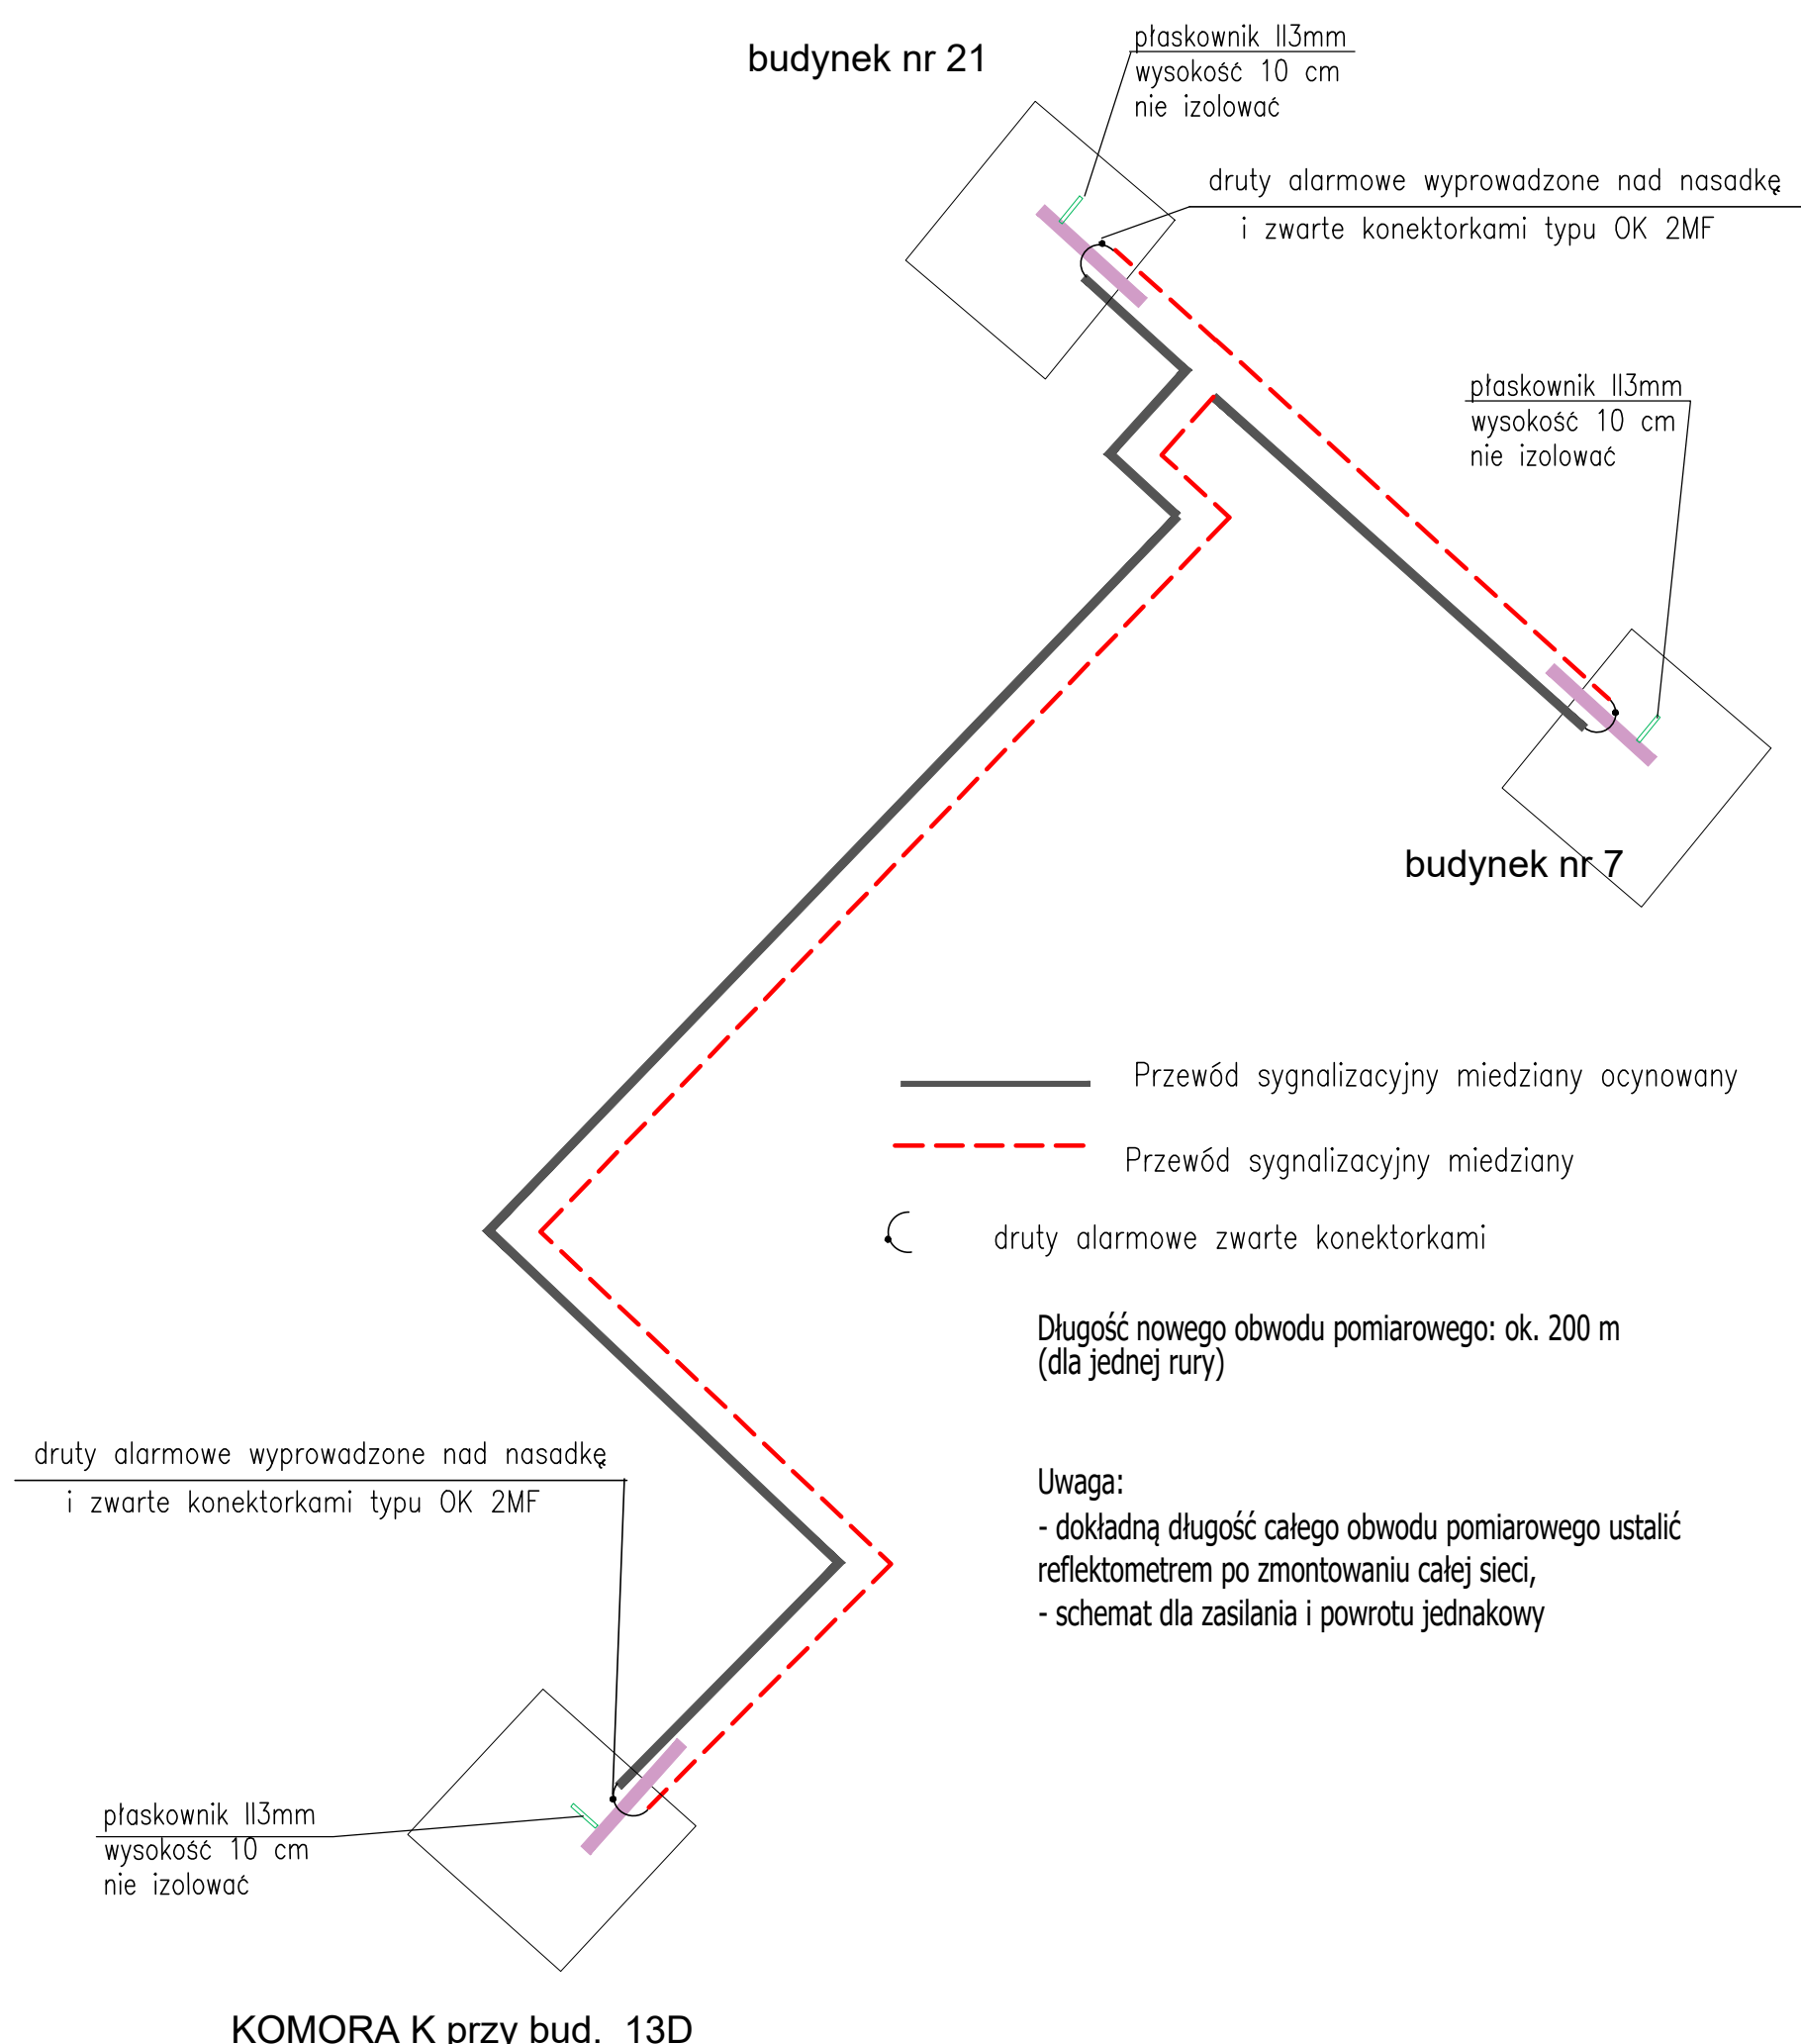 budynek nr 21
płaskownik II3mm
wysokość 10 cm
nie izolować
druty alarmowe wyprowadzone nad nasadkę
i zwarte konektorkami typu OK 2MF
płaskownik II3mm
wysokość 10 cm
nie izolować
budynek nr 7
Przewód sygnalizacyjny miedziany ocynowany
Przewód sygnalizacyjny miedziany
druty alarmowe zwarte konektorkami
Długość nowego obwodu pomiarowego: ok. 200 m
(dla jednej rury)
druty alarmowe wyprowadzone nad nasadkę
i zwarte konektorkami typu OK 2MF
Uwaga:
- dokładną długość całego obwodu pomiarowego ustalić
reflektometrem po zmontowaniu całej sieci,
- schemat dla zasilania i powrotu jednakowy
płaskownik II3mm
wysokość 10 cm
nie izolować
KOMORA K przy bud. 13D